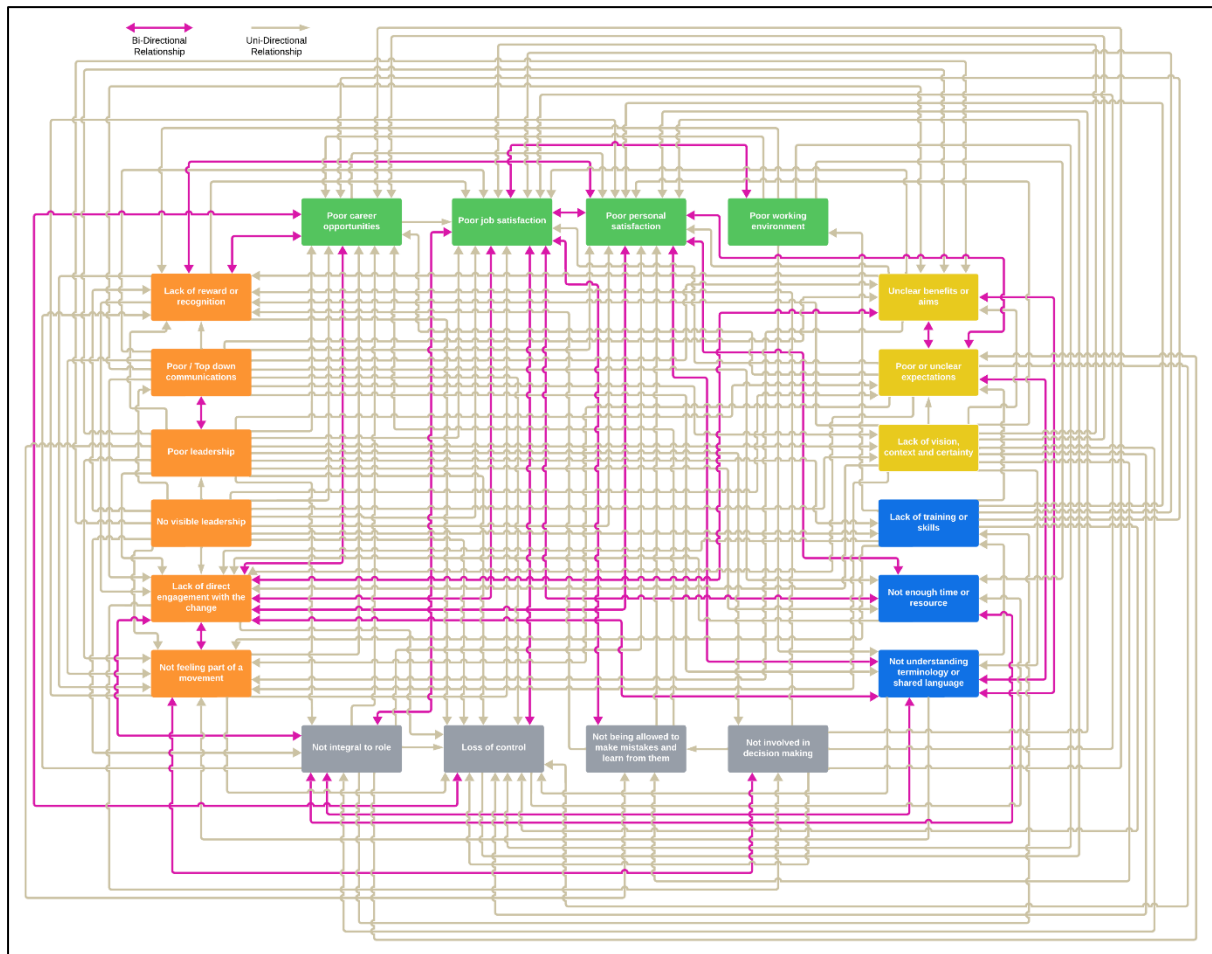 Bi-Directional
Relationship
Uni-Directional
Relationship
Poor career
opportunities
Poor job satisfaction
Poor personal
satisfaction
Poor working
environment
Lack of reward or
recognition
Unclear benefits or
aims
Poor / Top down
communications
Poor or unclear
expectations
Poor leadership
Lack of vision,
context and certainty
No visible leadership
Lack of training or
skills
Lack of direct
engagement with the
change
Not enough time or
resource
Not feeling part of a
movement
Not understanding
terminology or
shared language
Not integral to role
Loss of control
Not being allowed to
make mistakes and
learn from them
Not involved in
decision making